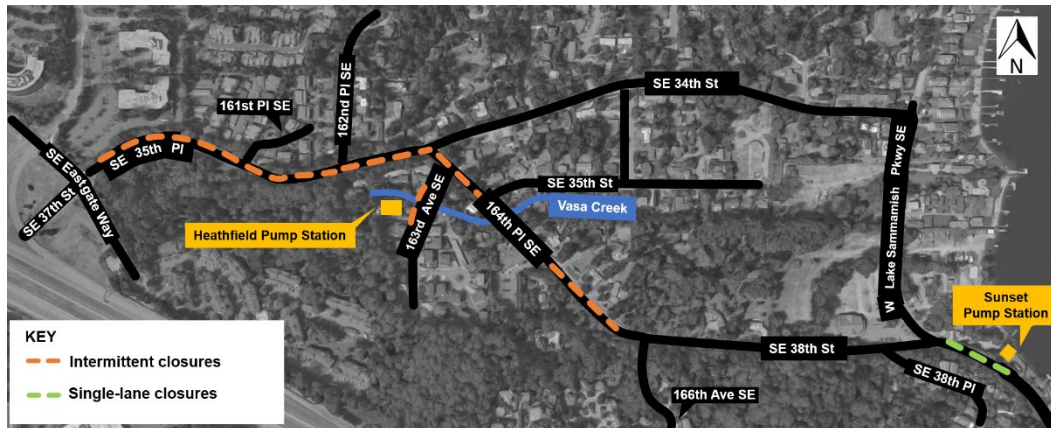 N
161st Pl SE
162nd Pl SE
SE 34th St
SE 35th Pl
SE Eastgate Way
SE 37th St
W Lake Sammamish Pkwy SE
SE 35th St
Vasa Creek
163rd Ave SE
164th Pl SE
Heathfield Pump Station
Sunset
Pump Station
SE 38th St
SE 38th Pl
166th Ave SE
KEY
Intermittent closures
Single-lane closures